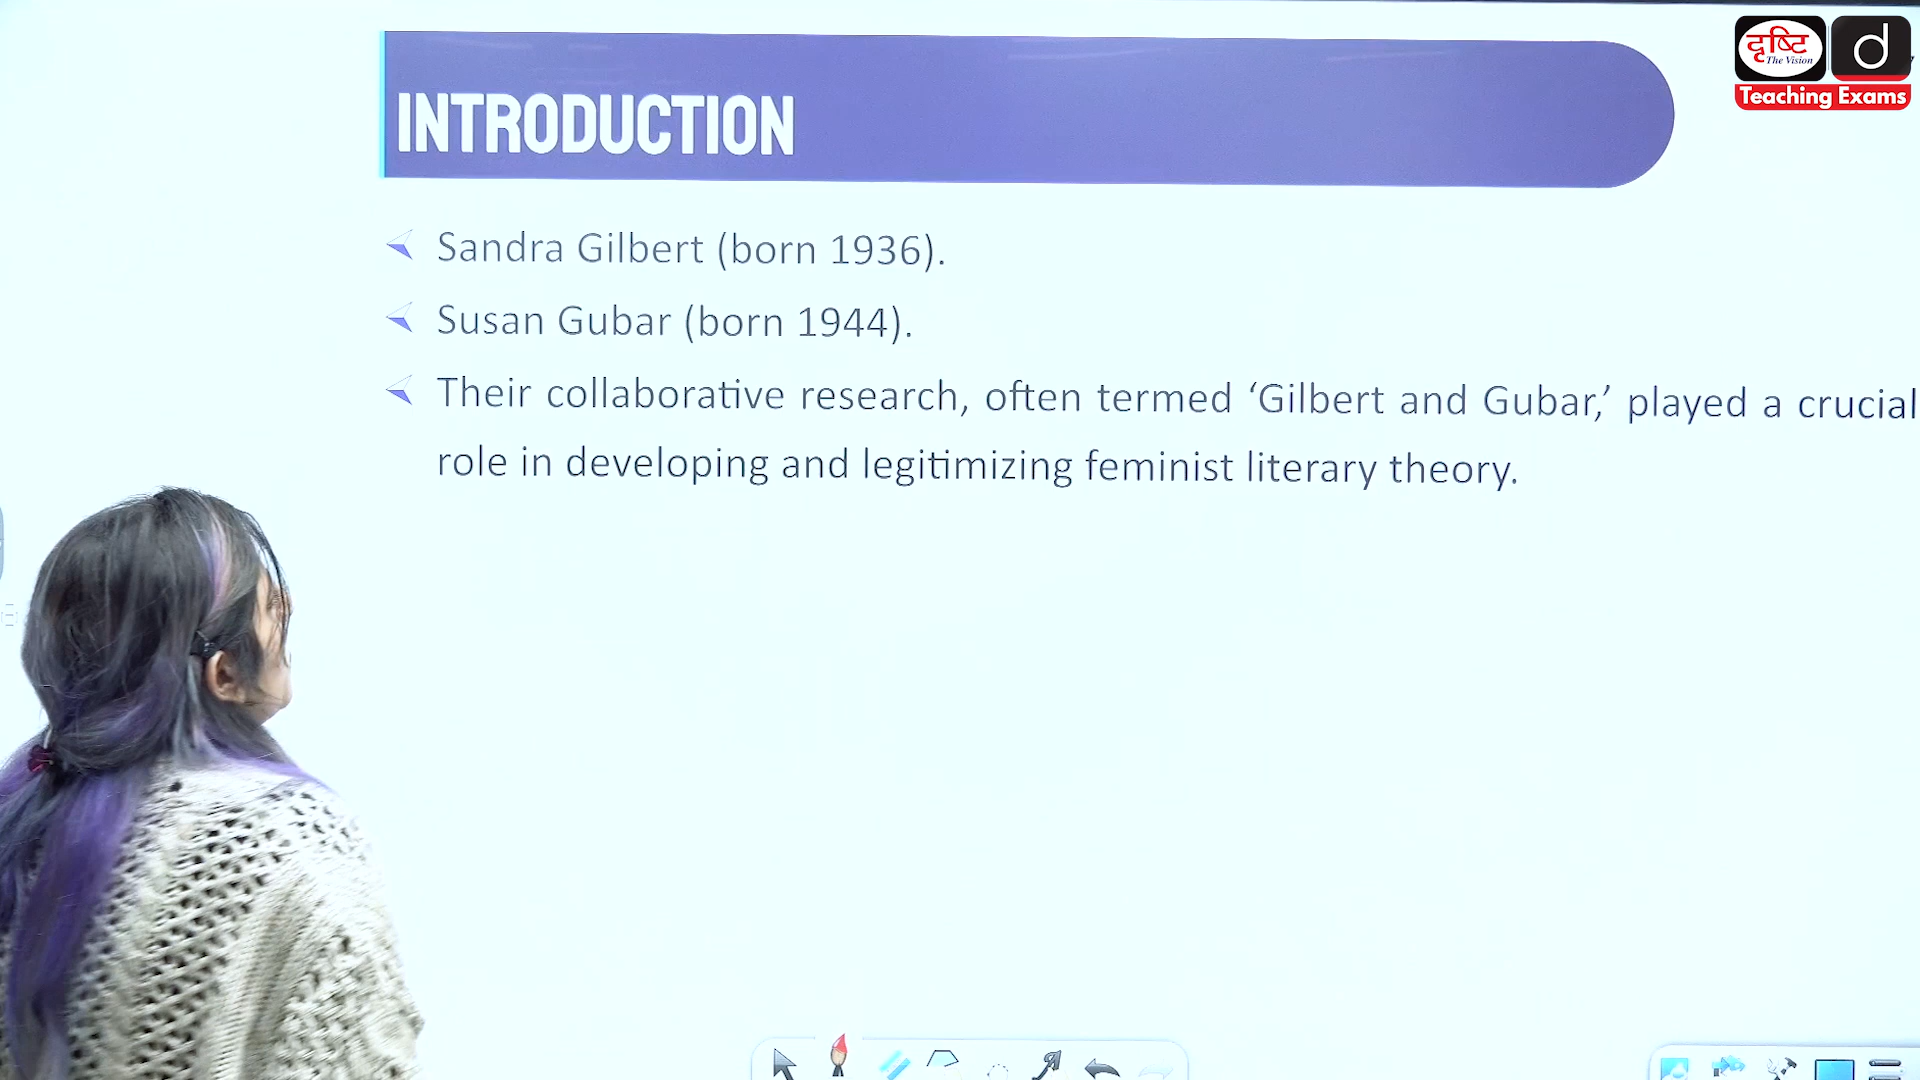 दृष्टि
The Vision
d
Teaching Exams
INTRODUCTION
Sandra Gilbert (born 1936).
Susan Gubar (born 1944).
Their collaborative research, often termed ‘Gilbert and Gubar,’ played a crucial
role in developing and legitimizing feminist literary theory.